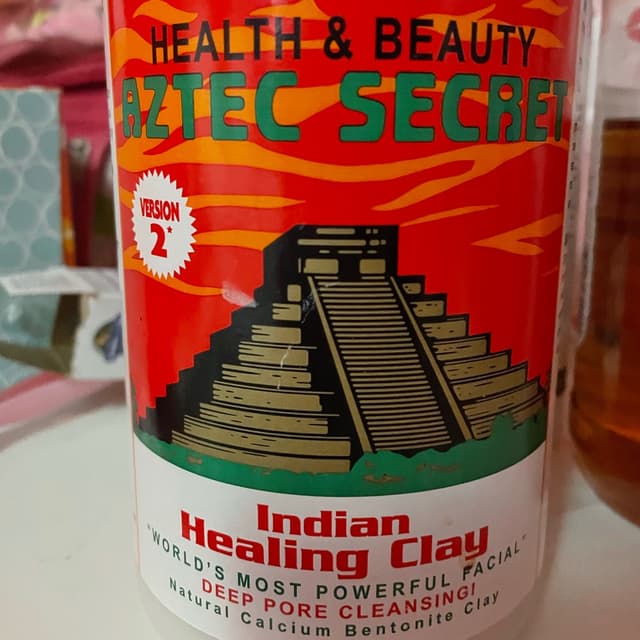 HEALTH & BEAUTY
AZTEC SECRET
VERSION
2*
Indian
Healing Clay
"WORLD'S MOST POWERFUL FACIAL"
DEEP PORE CLEANSING!
Natural Calcium Bentonite Clay